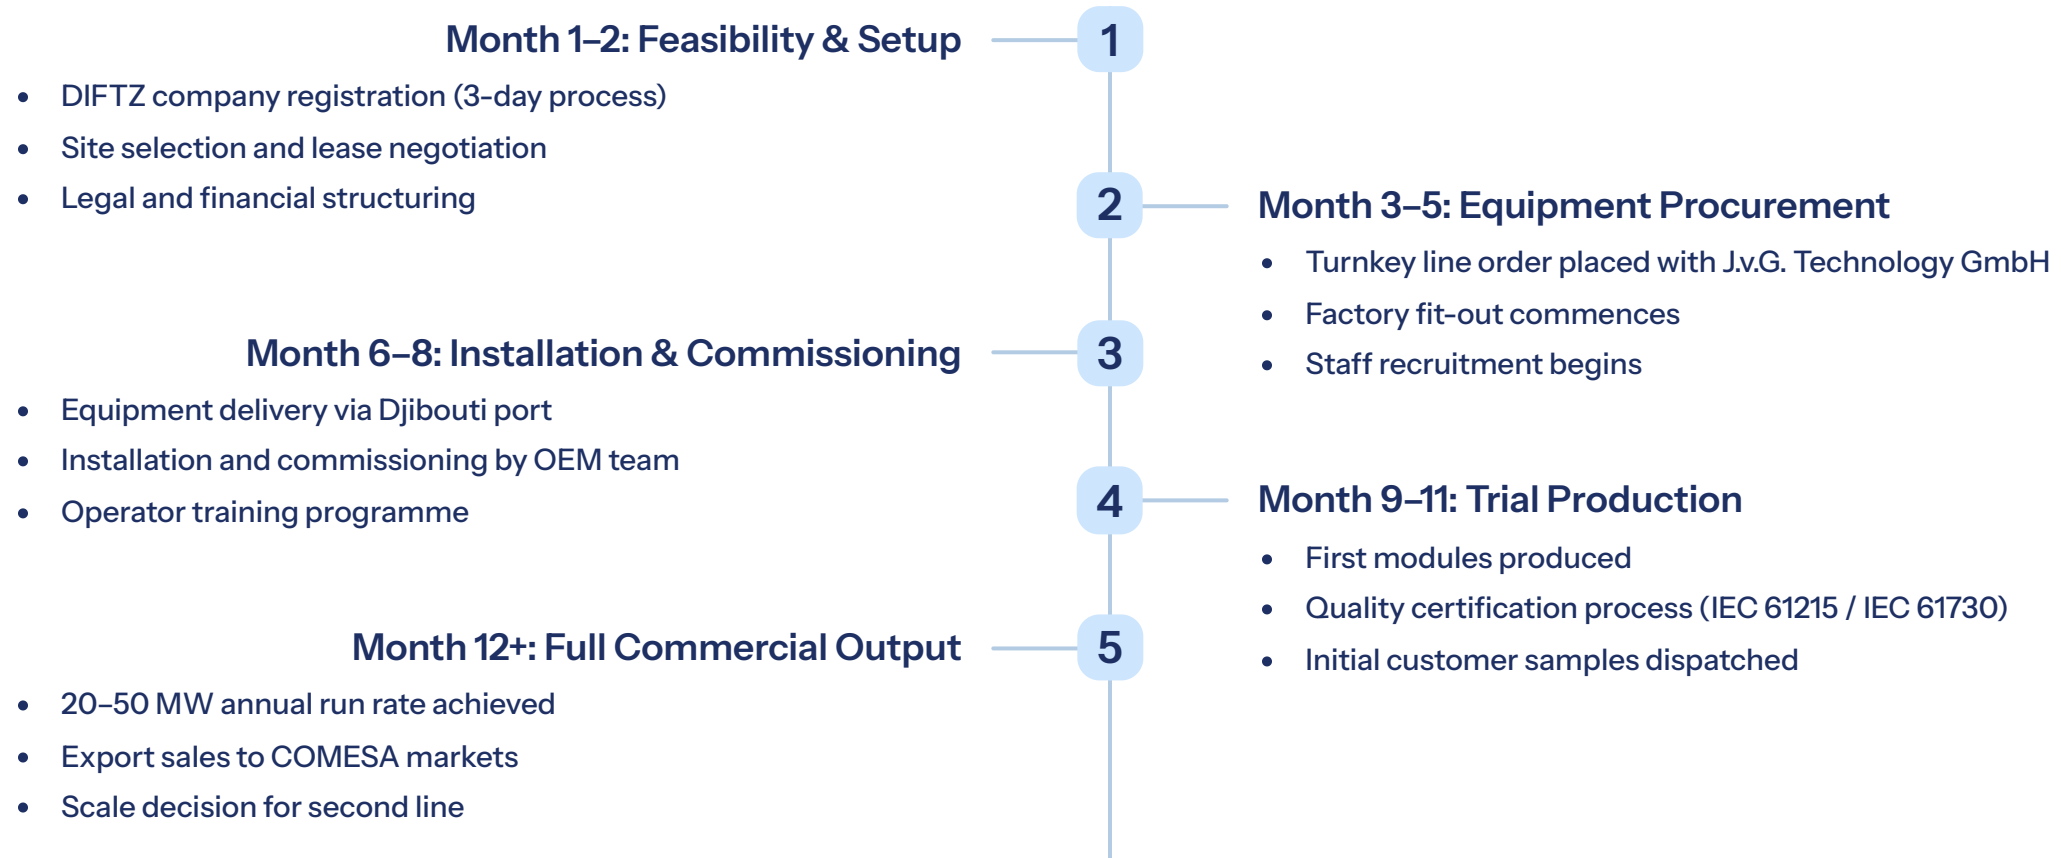 1
Month 1–2: Feasibility & Setup
• DIFTZ company registration (3-day process)
• Site selection and lease negotiation
• Legal and financial structuring
2
Month 3–5: Equipment Procurement
• Turnkey line order placed with J.v.G. Technology GmbH
• Factory fit-out commences
• Staff recruitment begins
3
Month 6–8: Installation & Commissioning
• Equipment delivery via Djibouti port
• Installation and commissioning by OEM team
• Operator training programme
4
Month 9–11: Trial Production
• First modules produced
• Quality certification process (IEC 61215 / IEC 61730)
• Initial customer samples dispatched
5
Month 12+: Full Commercial Output
• 20–50 MW annual run rate achieved
• Export sales to COMESA markets
• Scale decision for second line